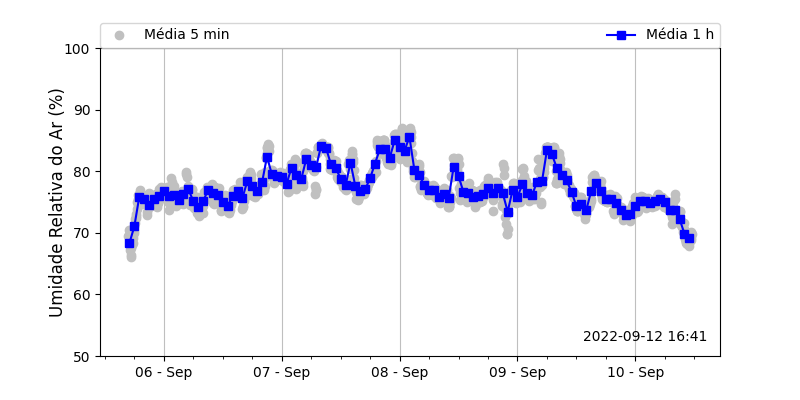 Média 5 min
Média 1 h
Umidade Relativa do Ar (%)
100
90
80
70
60
50
2022-09-12 16:41
06 - Sep
07 - Sep
08 - Sep
09 - Sep
10 - Sep